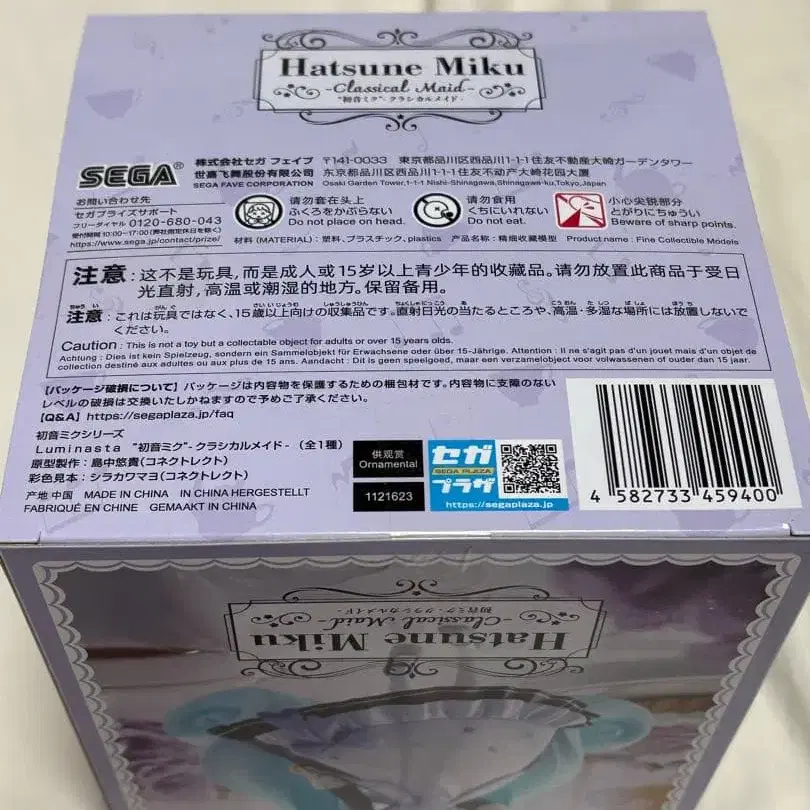 Hatsune Miku
-Classical Maid-
"初音ミク" クラシカルメイド -
SEGA®
株式会社セガ フェイブ 〒141-0033 東京都品川区西品川1-1-1住友不動産大崎ガーデンタワー
世嘉飞舞股份有限公司 东京都品川区西品川1-1-1住友不动产大崎花园大厦
SEGA FAVE CORPORATION Osaki Garden Tower,1-1-1 Nishi-Shinagawa,Shinagawa-ku,Tokyo,Japan
お問い合わせ先
セガプライズサポート
フリーダイヤル 0120-680-043
受付時間10:00~17:00(弊社指定休日を除く)
https://www.sega.jp/contact/prize/
请勿套在头上
ふくろをかぶらない
Do not place on head.
请勿食用
くちにいれない
Do not eat.
小心尖锐部分
とがりにちゅうい
Beware of sharp points.
材料(MATERIAL):塑料、プラスチック、plastics 产品名称:精细收藏模型 Product name : Fine Collectible Models
注意:这不是玩具,而是成人或15岁以上青少年的收藏品。请勿放置此商品于受日
光直射,高温或潮湿的地方。保留备用。
注意:これは玩具ではなく、15歳以上向けの収集品です。直射日光の当たるところや、高温・多湿な場所には放置しないで
ください。
Caution : This is not a toy but a collectable object for adults or over 15 years old.
Achtung : Dies ist kein Spielzeug, sondern ein Sammelobjekt für Erwachsene oder über 15-Jährige. Attention : Il ne s'agit pas d'un jouet mais d'un objet de
collection destiné aux adultes ou aux plus de 15 ans. Aandacht : Dit is geen speelgoed, maar een verzamelobject voor volwassenen of ouder dan 15 jaar.
【パッケージ破損について】パッケージは内容物を保護するための梱包材です。内容物に支障のない
レベルの破損は交換いたしかねますので予めご了承ください。
【Q&A】https://segaplaza.jp/faq
初音ミクシリーズ
Luminasta "初音ミク"-クラシカルメイド-(全1種)
原型製作:島中悠貴(コネクトレクト)
彩色見本:シラカワマヨ(コネクトレクト)
产地 中国 MADE IN CHINA IN CHINA HERGESTELLT
FABRIQUÉ EN CHINE GEMAAKT IN CHINA
供观赏
Ornamental
1121623
セガ
SEGA PLAZA
プラザ
https://segaplaza.jp
4 582733 459400
Hatsune Miku
-Classical Maid-
初音ミク - クラシカルメイド -